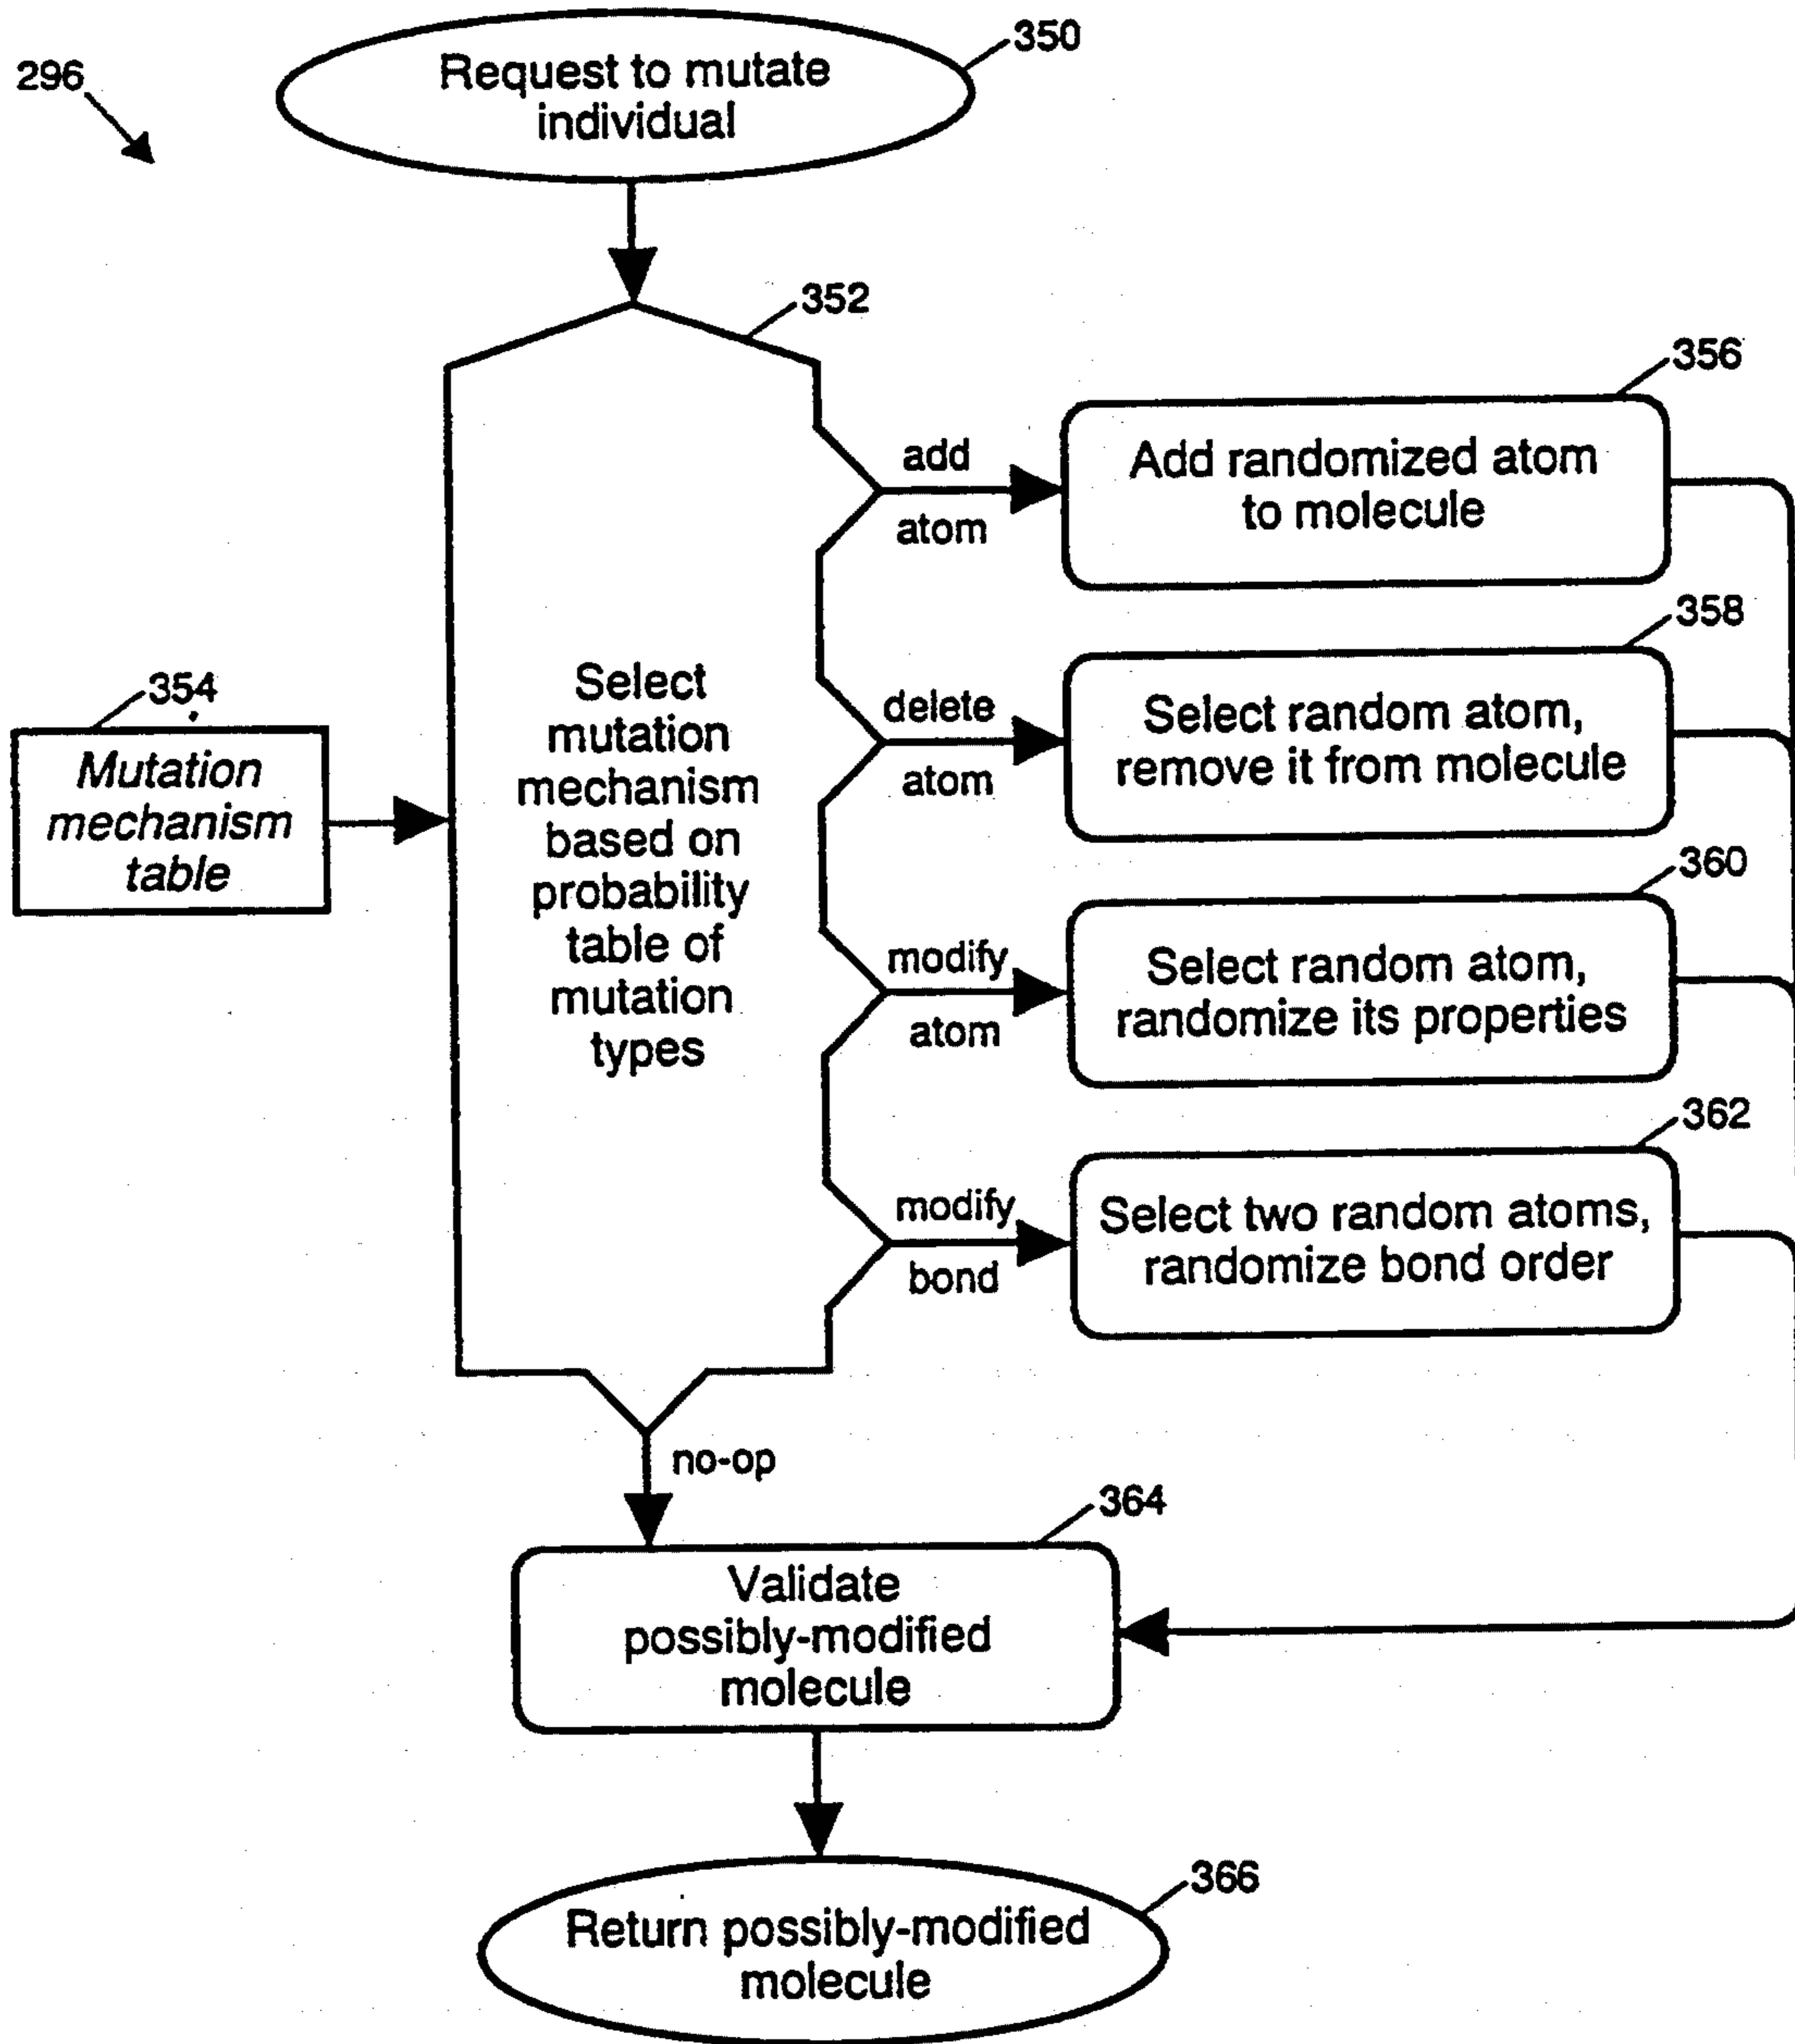 296
350
Request to mutate
individual
352
354
Mutation
mechanism
table
Select
mutation
mechanism
based on
probability
table of
mutation
types
add
atom
356
Add randomized atom
to molecule
delete
atom
358
Select random atom,
remove it from molecule
modify
atom
360
Select random atom,
randomize its properties
modify
bond
362
Select two random atoms,
randomize bond order
no-op
364
Validate
possibly-modified
molecule
366
Return possibly-modified
molecule